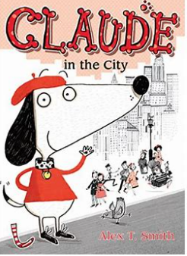 CLAUDE
in the City
Alex T. Smith